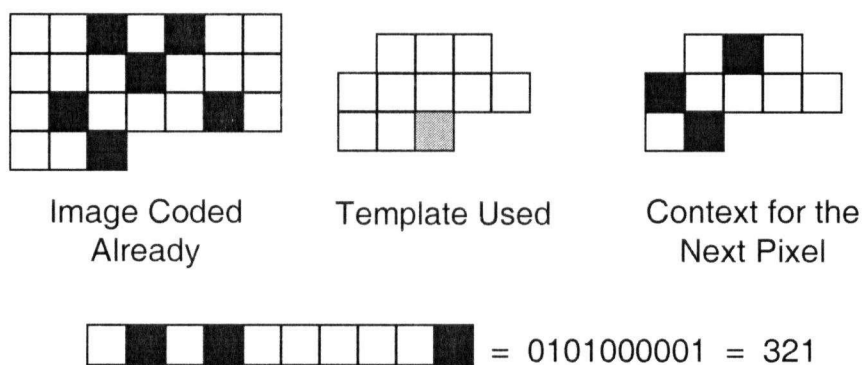 Image Coded
Already
Template Used
Context for the
Next Pixel
= 0101000001 = 321